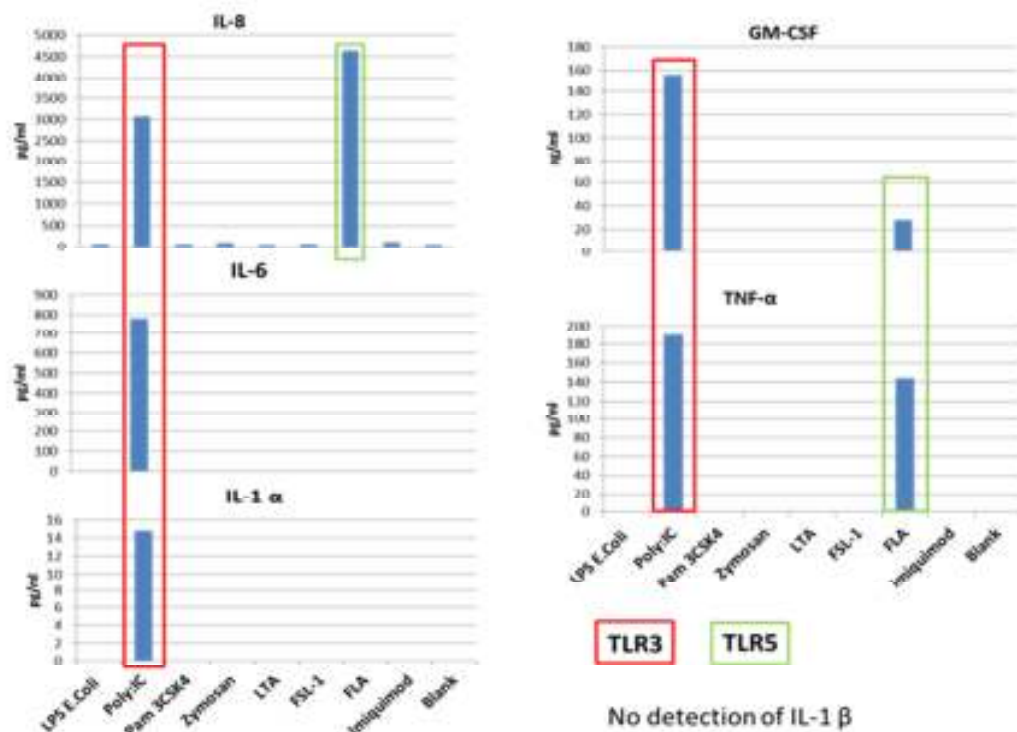 IL-8
5000
4500
4000
3500
3000
2500
2000
1500
1000
500
0
pg/ml
IL-6
900
800
700
600
500
400
300
200
100
0
pg/ml
IL-1 α
16
14
12
10
8
6
4
2
0
pg/ml
LPS E.Coli
Poly:IC
Pam 3CSK4
Zymosan
LTA
FSL-1
FLA
Imiquimod
Blank
GM-CSF
180
160
140
120
100
80
60
40
20
0
TNF-α
200
180
160
140
120
100
80
60
40
20
0
pg/ml
LPS E.Coli
Poly:IC
Pam 3CSK4
Zymosan
LTA
FSL-1
FLA
Imiquimod
Blank
TLR3
TLR5
No detection of IL-1 β